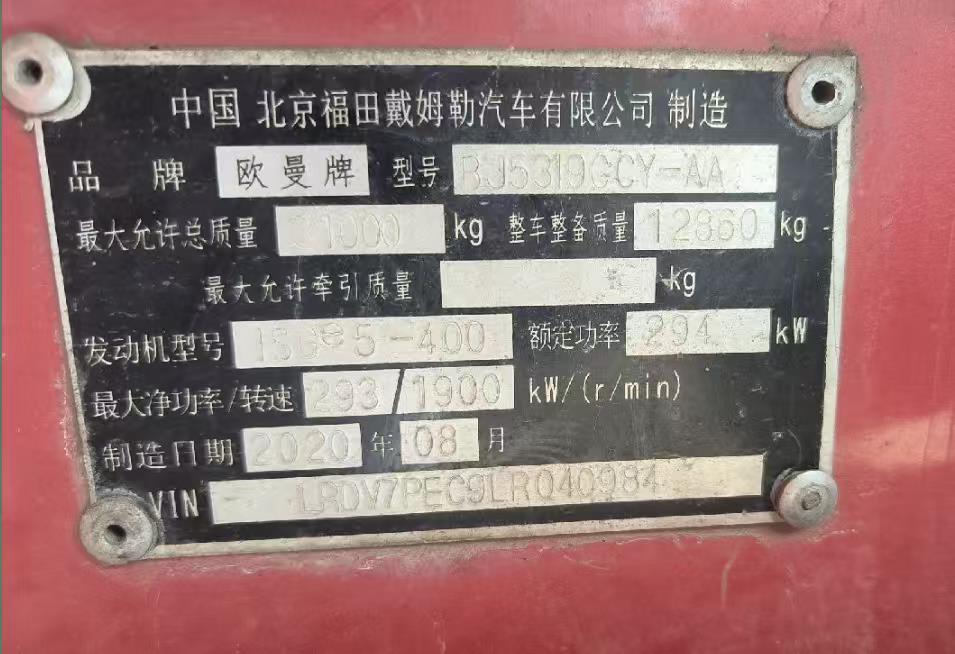 中国 北京福田戴姆勒汽车有限公司 制造
品 牌 欧曼牌 型号 BJ5319GCY-AA
最大允许总质量 31000 kg 整车整备质量 12860 kg
最大允许牵引质量 kg
发动机型号 -400 额定功率 294 kW
最大净功率/转速 293/1900 kW/(r/min)
制造日期 2020 年 08 月
VIN LRDV7PEC9LR040984